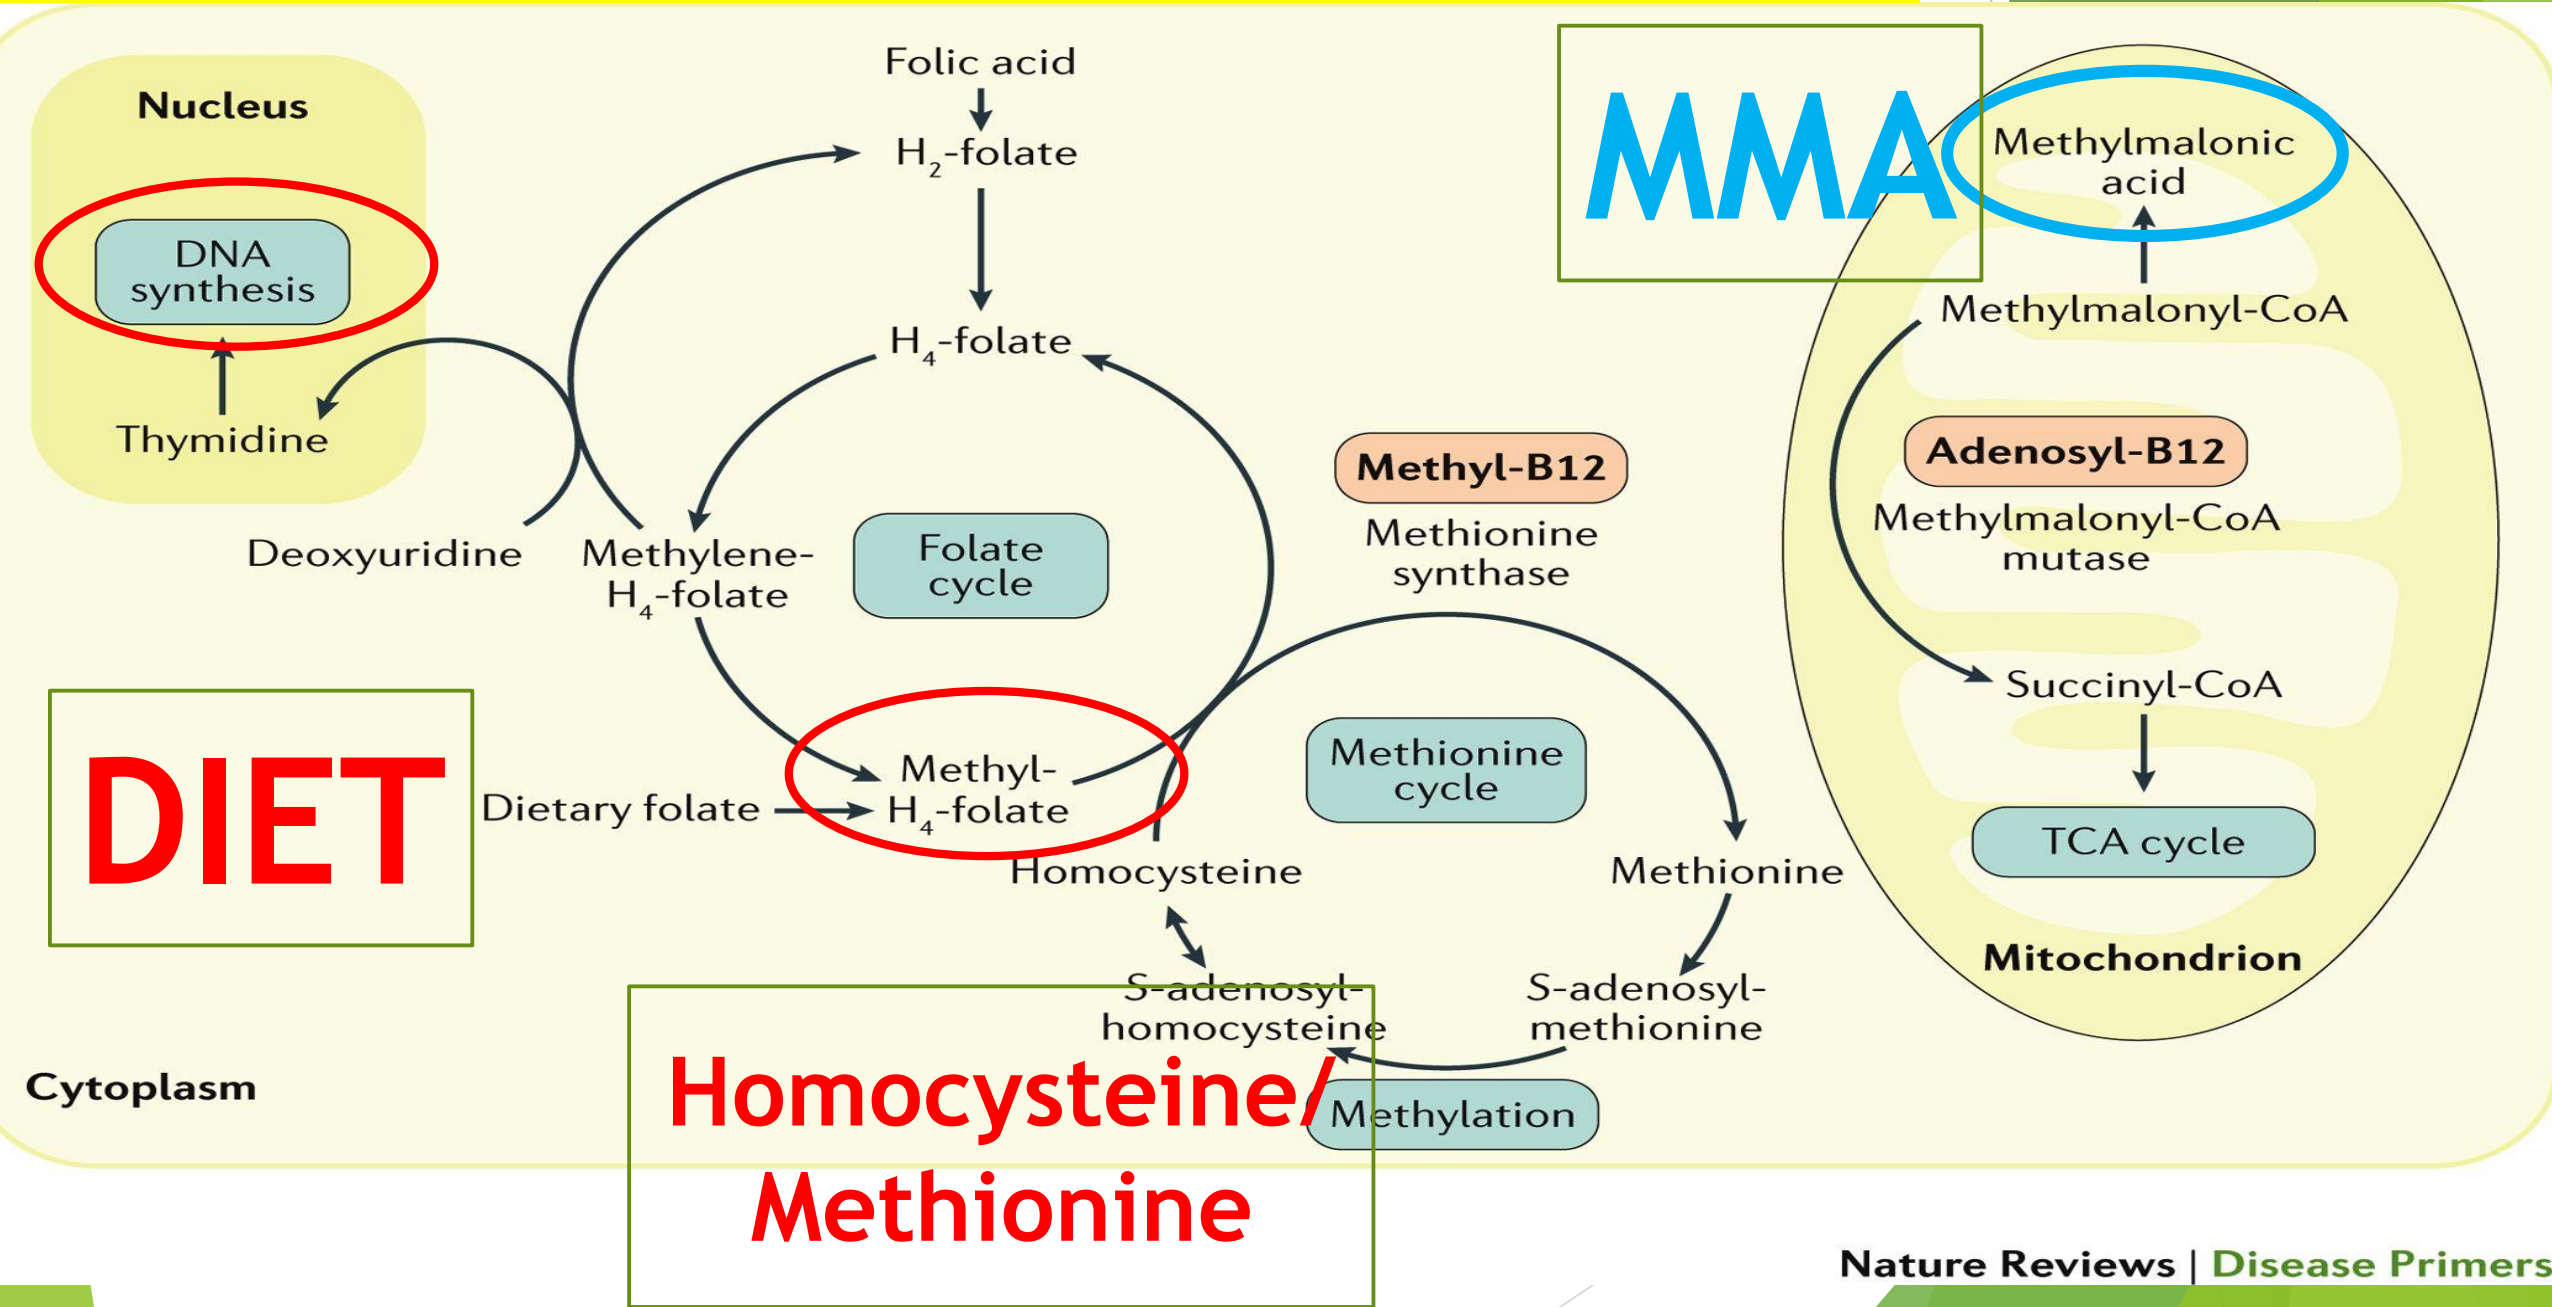 Folic acid
Nucleus
H₂-folate
DNA
synthesis
H₄-folate
Thymidine
Deoxyuridine
Methylene-
H₄-folate
Folate
cycle
Methyl-B12
Methionine
synthase
DIET
Dietary folate
Methyl-
H₄-folate
Methionine
cycle
Homocysteine
Methionine
S-adenosyl-
homocysteine
S-adenosyl-
methionine
Methylation
Homocysteine/
Methionine
Cytoplasm
MMA
Methylmalonic
acid
Methylmalonyl-CoA
Adenosyl-B12
Methylmalonyl-CoA
mutase
Succinyl-CoA
TCA cycle
Mitochondrion
Nature Reviews | Disease Primers